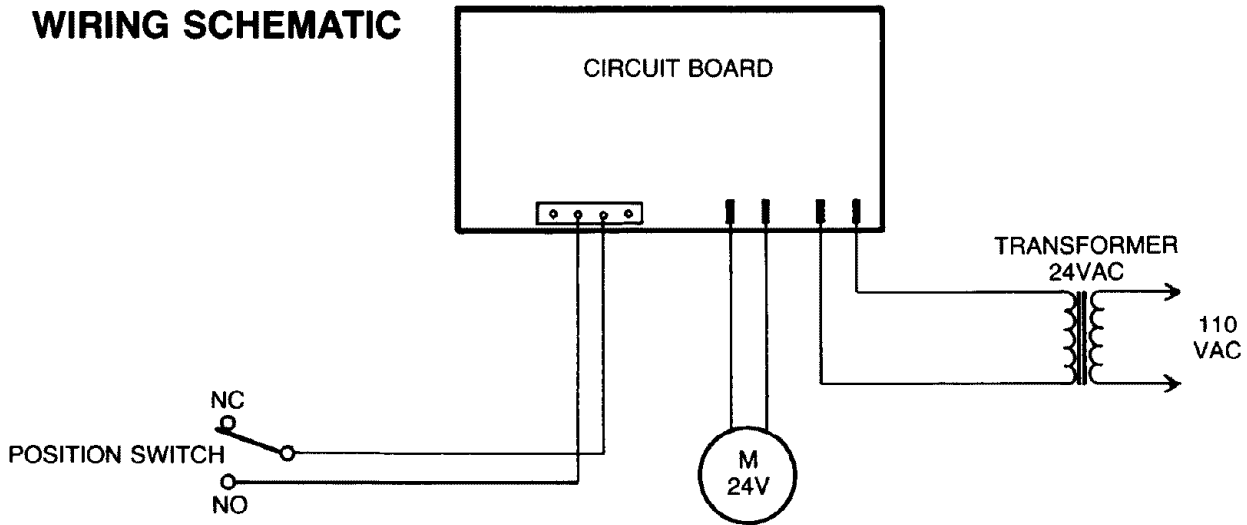 WIRING SCHEMATIC
CIRCUIT BOARD
TRANSFORMER
24VAC
110
VAC
NC
POSITION SWITCH
NO
M
24V